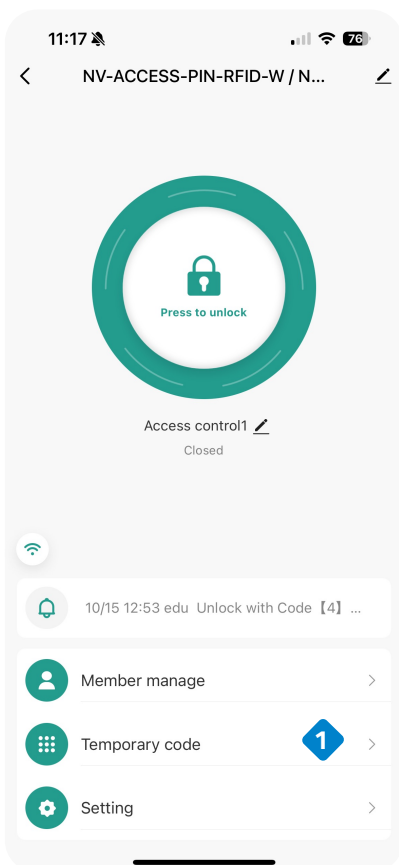 11:17
76
NV-ACCESS-PIN-RFID-W / N...
Press to unlock
Access control1
Closed
10/15 12:53 edu Unlock with Code【4】...
Member manage
Temporary code
1
Setting